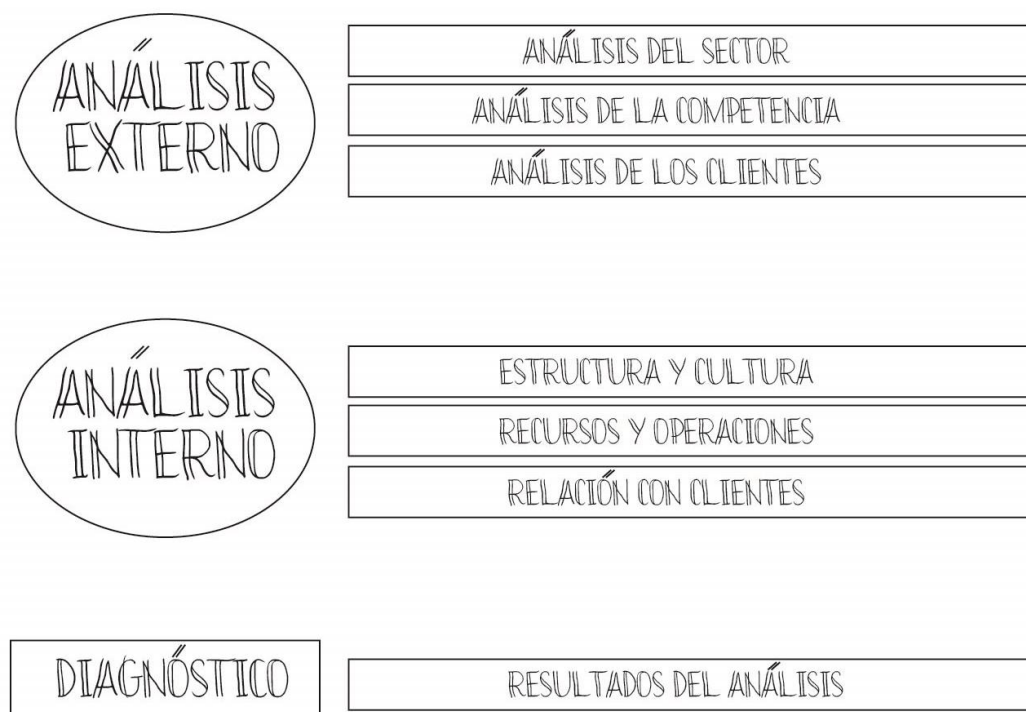 ANÁLISIS
EXTERNO
ANÁLISIS DEL SECTOR
ANÁLISIS DE LA COMPETENCIA
ANÁLISIS DE LOS CLIENTES
ANÁLISIS
INTERNO
ESTRUCTURA Y CULTURA
RECURSOS Y OPERACIONES
RELACIÓN CON CLIENTES
DIAGNÓSTICO
RESULTADOS DEL ANÁLISIS